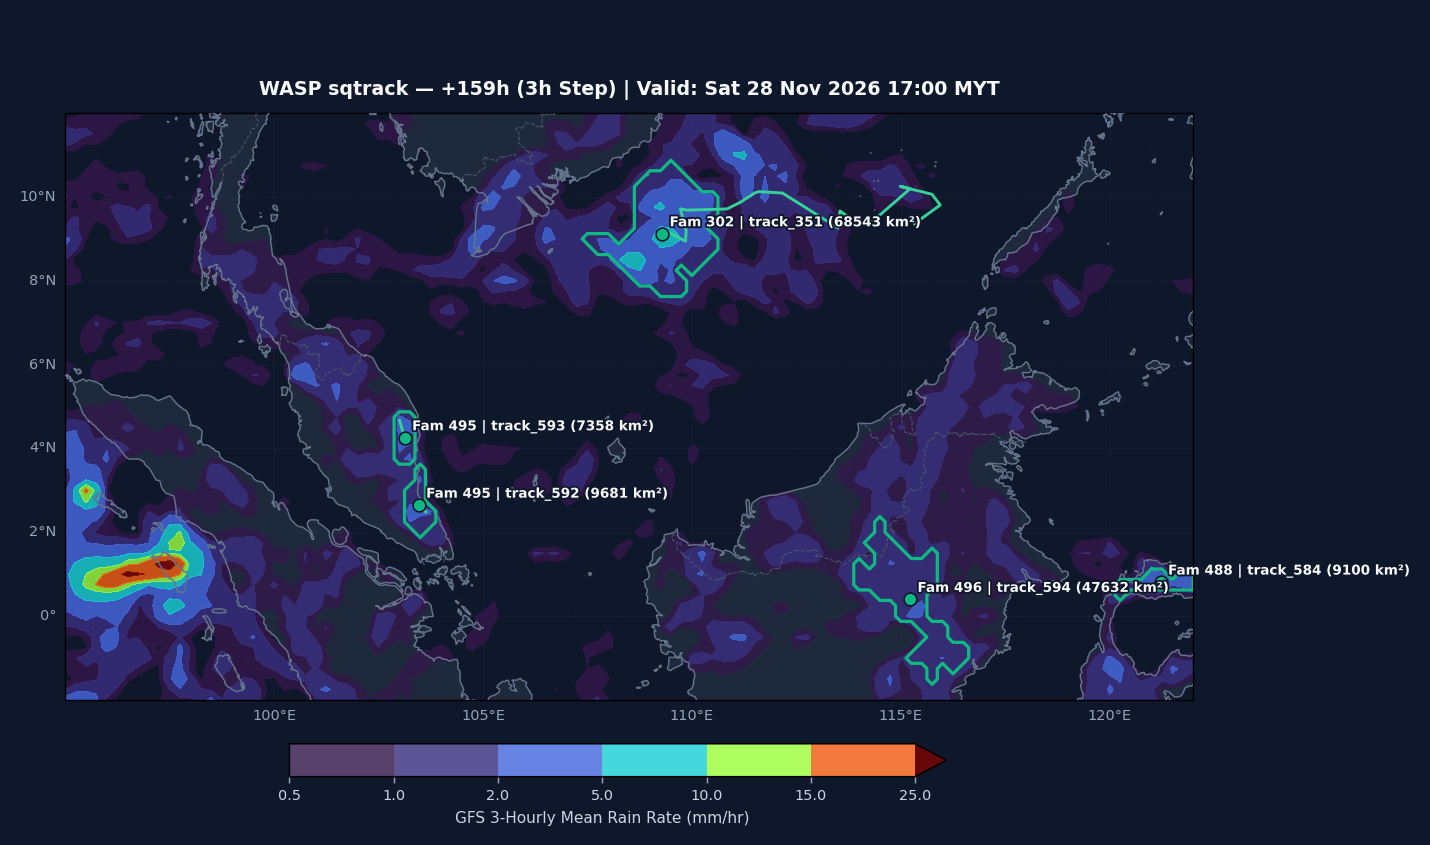 WASP sqtrack — +159h (3h Step) | Valid: Sat 28 Nov 2026 17:00 MYT
10°N
8°N
6°N
4°N
2°N
0°
Fam 302 | track_351 (68543 km²)
Fam 495 | track_593 (7358 km²)
Fam 495 | track_592 (9681 km²)
Fam 488 | track_584 (9100 km²)
Fam 496 | track_594 (47632 km²)
100°E
105°E
110°E
115°E
120°E
0.5
1.0
2.0
5.0
10.0
15.0
25.0
GFS 3-Hourly Mean Rain Rate (mm/hr)